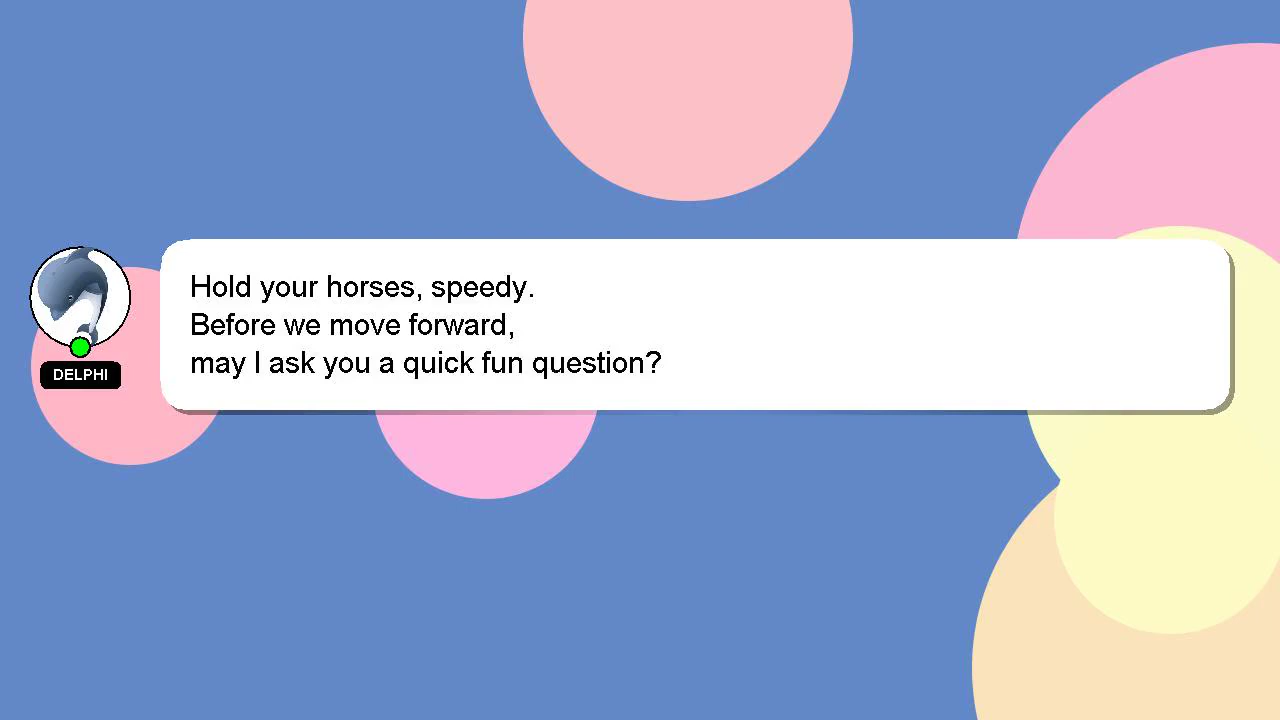 Hold your horses, speedy.
Before we move forward,
may I ask you a quick fun question?
DELPHI